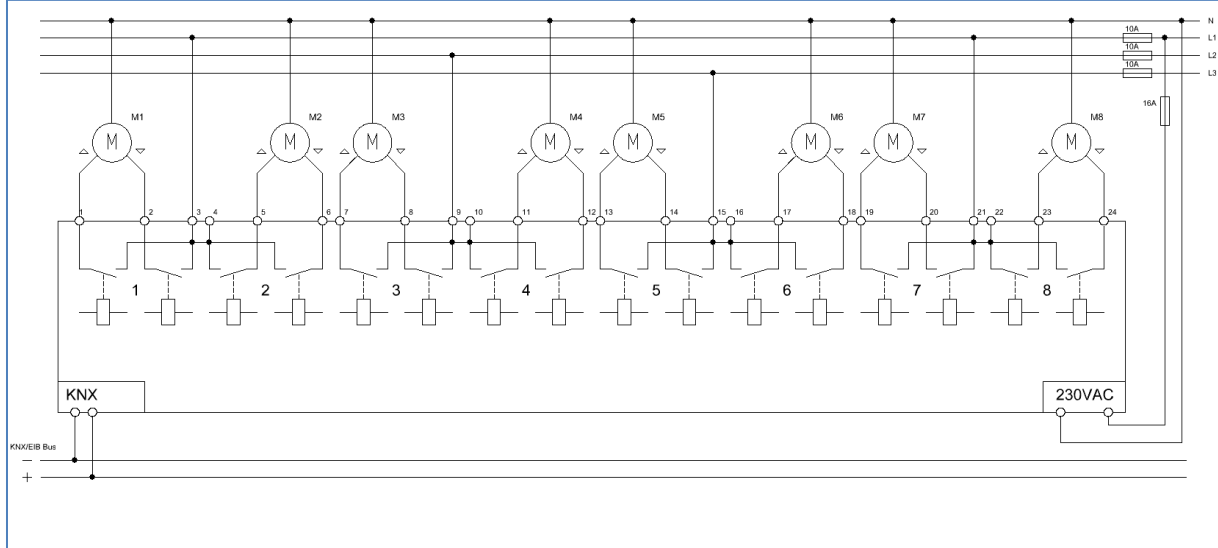 N
10A
L1
10A
L2
10A
L3
16A
M1 M2 M3 M4 M5 M6 M7 M8
M M M M M M M M
1 2 3 4 5 6 7 8 9 10 11 12 13 14 15 16 17 18 19 20 21 22 23 24
1 2 3 4 5 6 7 8
KNX 230VAC
KNX/EIB Bus
−
+